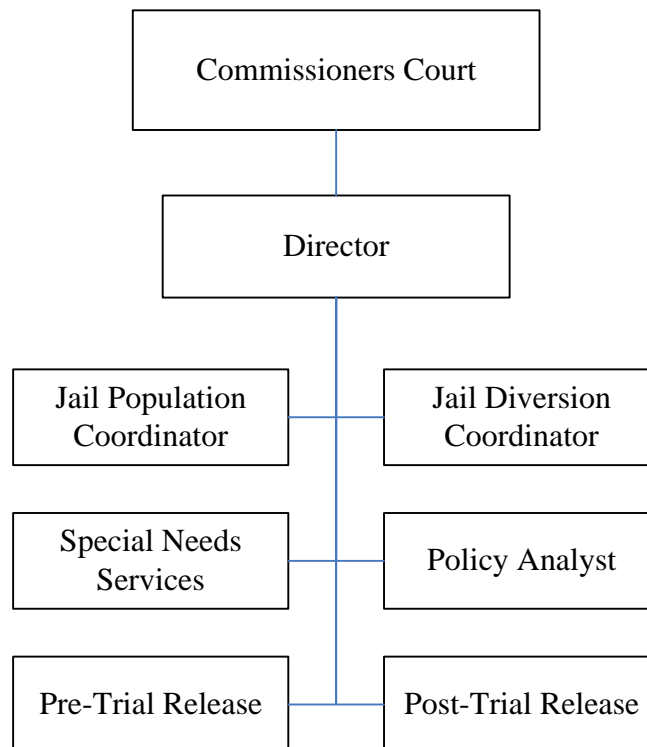 Commissioners Court
Director
Jail Population
Coordinator
Jail Diversion
Coordinator
Special Needs
Services
Policy Analyst
Pre-Trial Release
Post-Trial Release